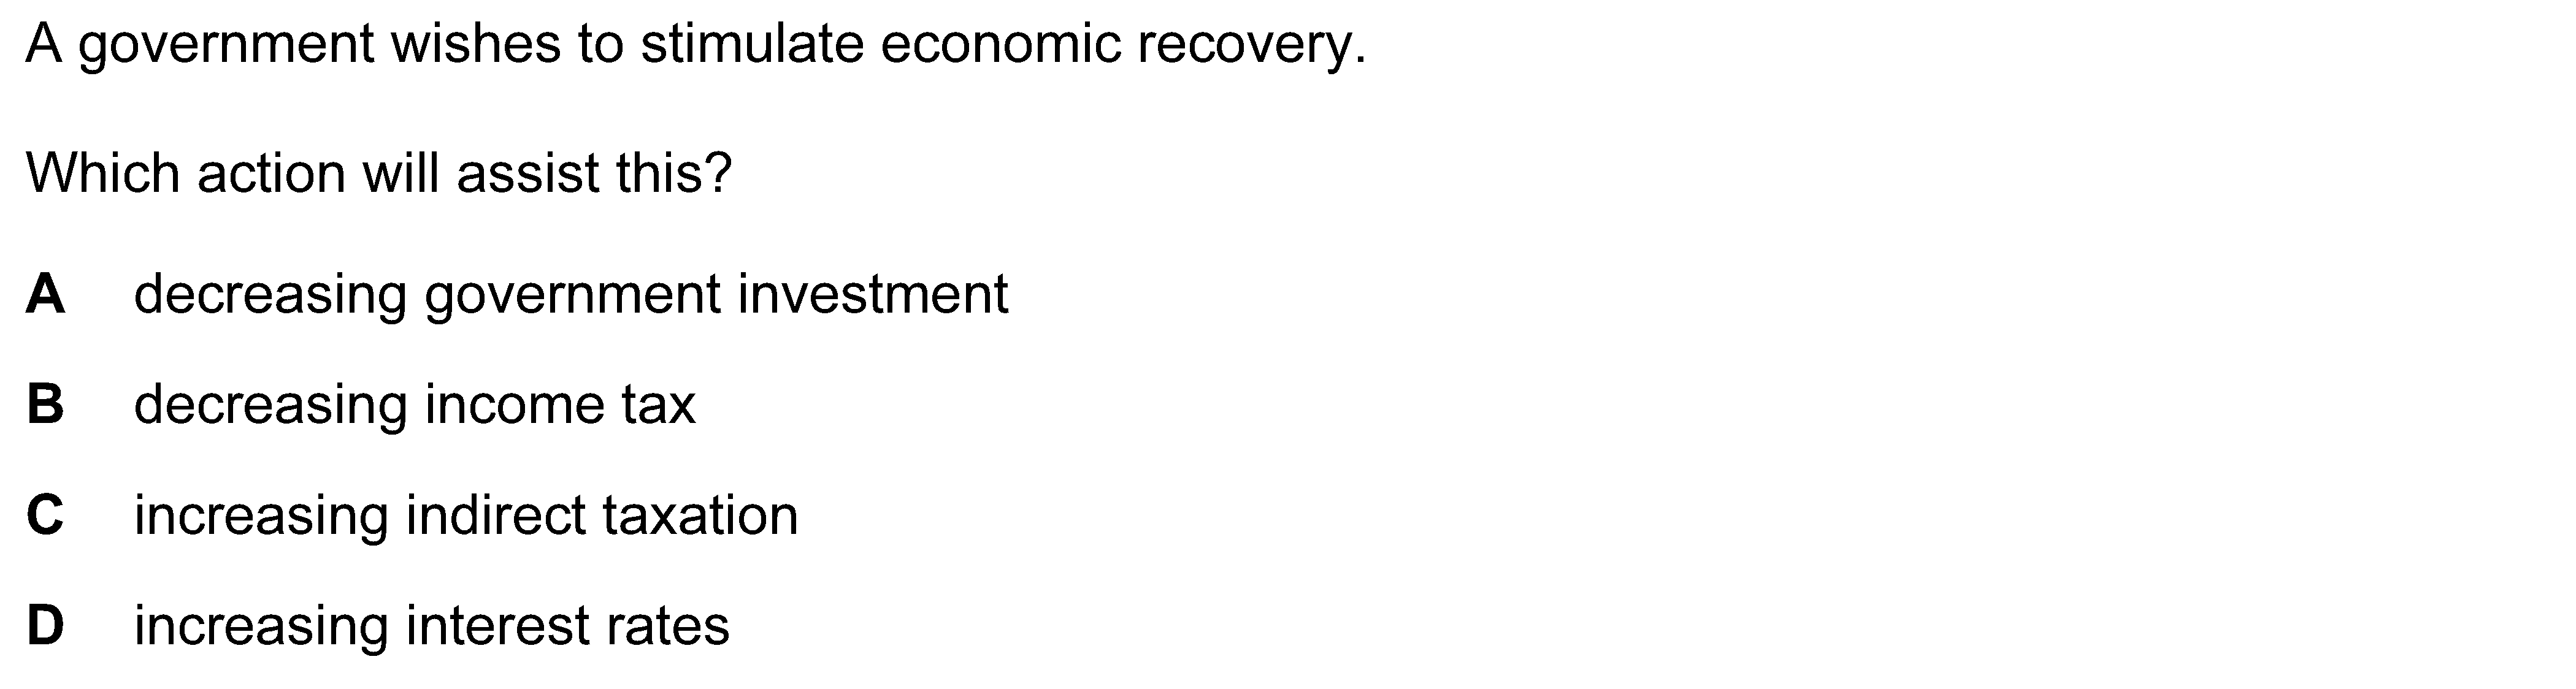 A government wishes to stimulate economic recovery.
Which action will assist this?
A decreasing government investment
B decreasing income tax
C increasing indirect taxation
D increasing interest rates